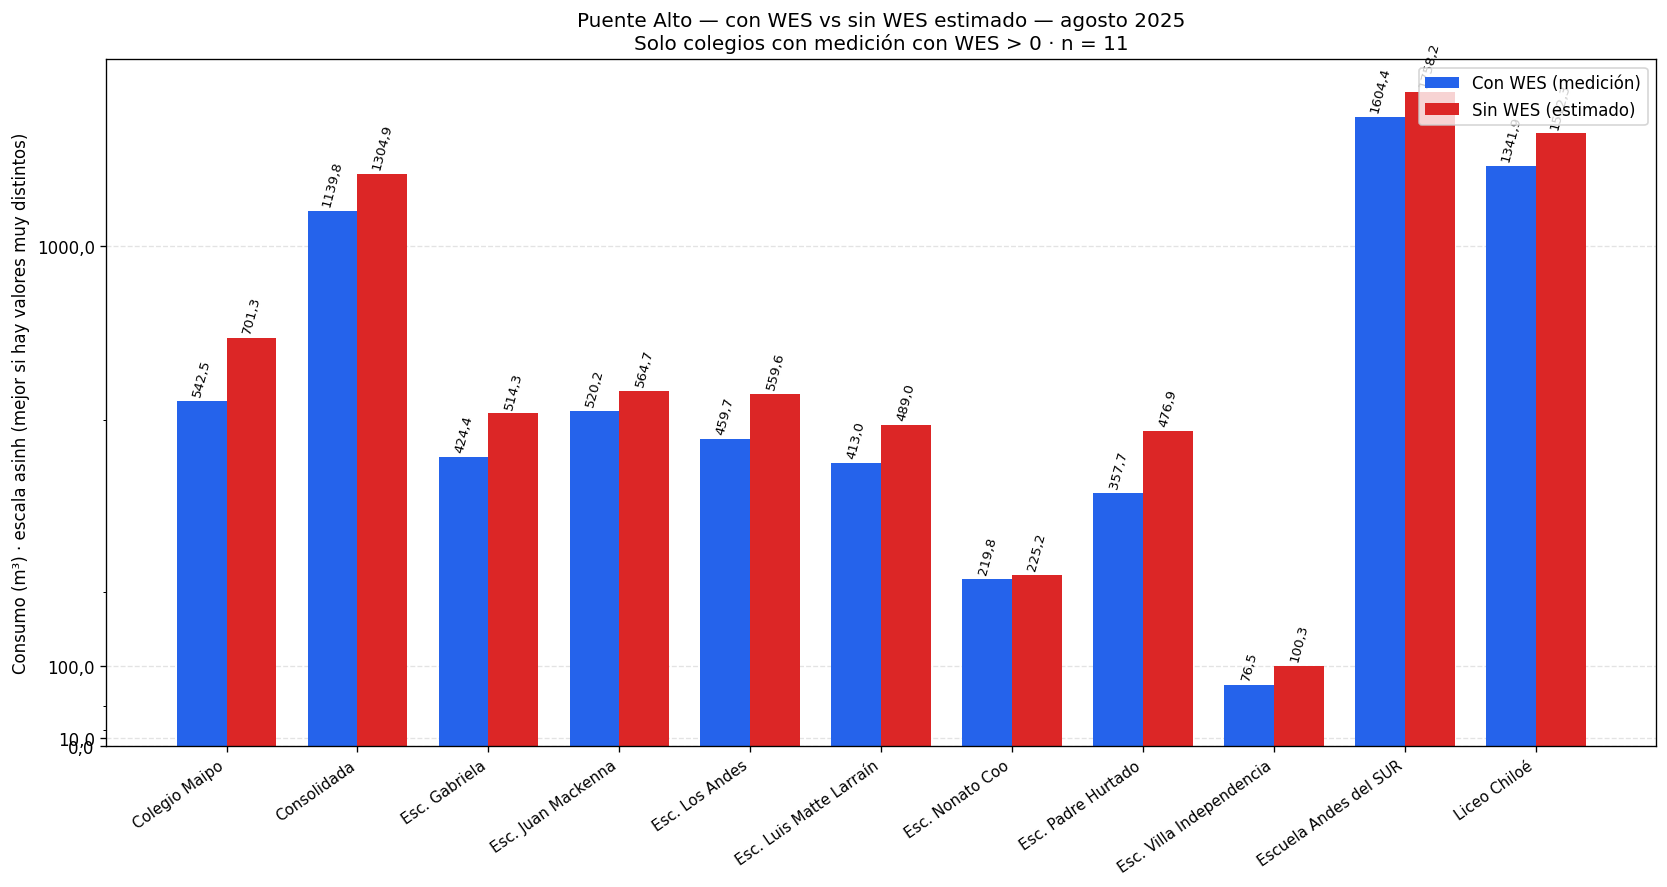 Puente Alto — con WES vs sin WES estimado — agosto 2025
Solo colegios con medición con WES > 0 · n = 11
Con WES (medición)
Sin WES (estimado)
Consumo (m³) · escala asinh (mejor si hay valores muy distintos)
1000,0
100,0
10,0
0,0
542,5
701,3
1139,8
1304,9
424,4
514,3
520,2
564,7
459,7
559,6
413,0
489,0
219,8
225,2
357,7
476,9
76,5
100,3
1604,4
1341,9
Colegio Maipo
Consolidada
Esc. Gabriela
Esc. Juan Mackenna
Esc. Los Andes
Esc. Luis Matte Larraín
Esc. Nonato Coo
Esc. Padre Hurtado
Esc. Villa Independencia
Escuela Andes del SUR
Liceo Chiloé